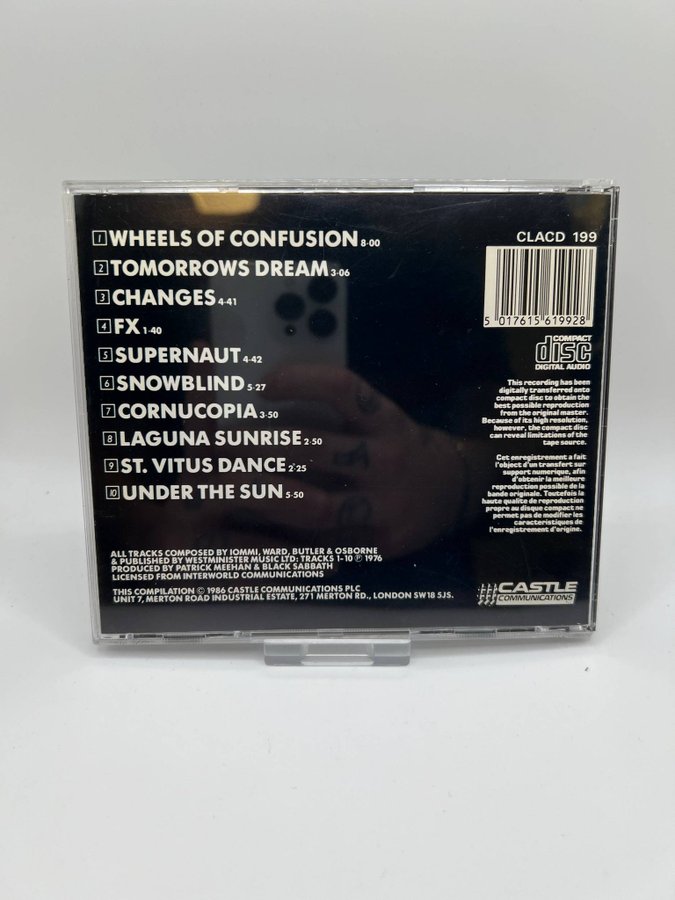 1 WHEELS OF CONFUSION 8·00
2 TOMORROWS DREAM 3·06
3 CHANGES 4·41
4 FX 1·40
5 SUPERNAUT 4·42
6 SNOWBLIND 5·27
7 CORNUCOPIA 3·50
8 LAGUNA SUNRISE 2·50
9 ST. VITUS DANCE 2·25
10 UNDER THE SUN 5·50
ALL TRACKS COMPOSED BY IOMMI, WARD, BUTLER & OSBORNE
& PUBLISHED BY WESTMINISTER MUSIC LTD: TRACKS 1-10 ℗ 1976
PRODUCED BY PATRICK MEEHAN & BLACK SABBATH
LICENSED FROM INTERWORLD COMMUNICATIONS
THIS COMPILATION © 1986 CASTLE COMMUNICATIONS PLC
UNIT 7, MERTON ROAD INDUSTRIAL ESTATE, 271 MERTON RD., LONDON SW18 5JS.
CLACD 199
5 017615 619928
COMPACT
disc
DIGITAL AUDIO
This recording has been
digitally transferred onto
compact disc to obtain the
best possible reproduction
from the original master.
Because of its high resolution,
however, the compact disc
can reveal limitations of the
tape source.
Cet enregistrement a fait
l'object d'un transfert sur
support numerique, afin
d'obtenir la meilleure
reproduction possible de la
bande originale. Toutefois la
haute qualite de reproduction
propre au disque compact ne
permet pas de modifier les
caracteristiques de
l'enregistrement d'origine.
CASTLE
COMMUNICATIONS